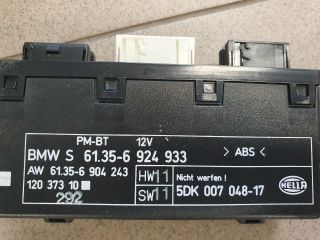 PM-BT 12V
BMW S 61.35-6 924 933 > ABS <
AW 61.35-6 904 243 HW 11 Nicht werfen !
120 373 10 SW 11 5DK 007 048-17 HELLA
292